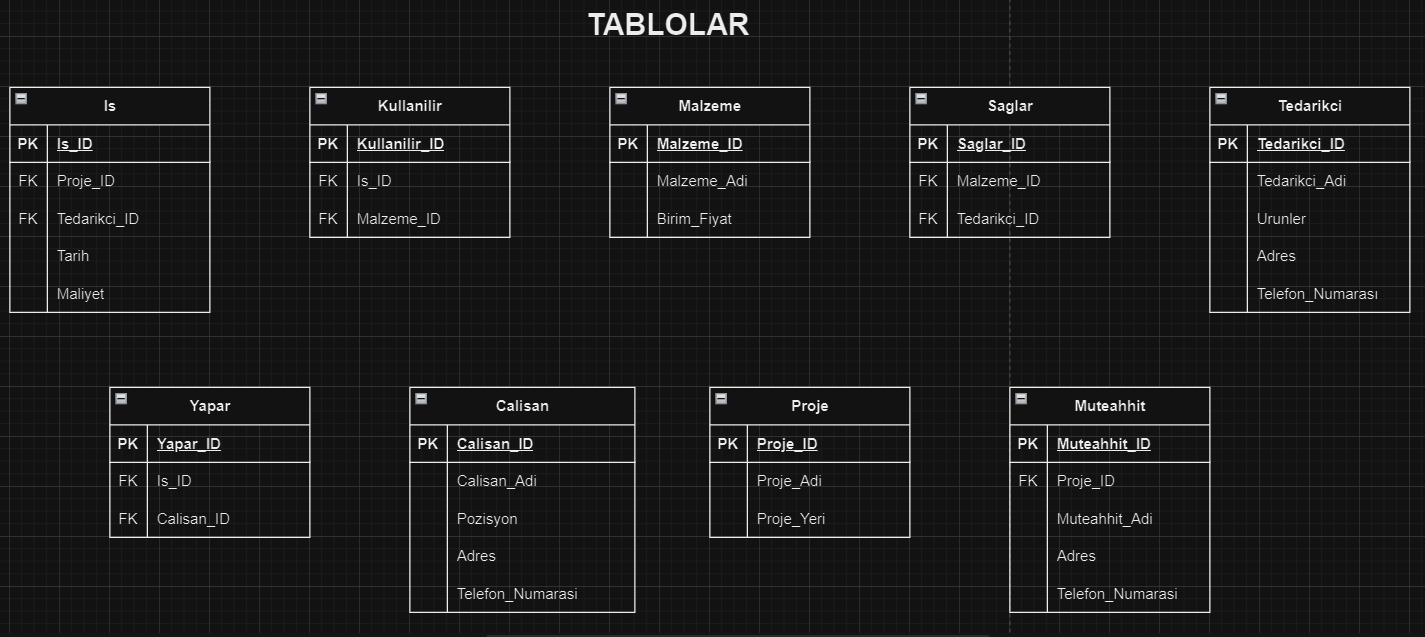 TABLOLAR
Is
PK Is_ID
FK Proje_ID
FK Tedarikci_ID
Tarih
Maliyet
Kullanilir
PK Kullanilir_ID
FK Is_ID
FK Malzeme_ID
Malzeme
PK Malzeme_ID
Malzeme_Adi
Birim_Fiyat
Saglar
PK Saglar_ID
FK Malzeme_ID
FK Tedarikci_ID
Tedarikci
PK Tedarikci_ID
Tedarikci_Adi
Urunler
Adres
Telefon_Numarası
Yapar
PK Yapar_ID
FK Is_ID
FK Calisan_ID
Calisan
PK Calisan_ID
Calisan_Adi
Pozisyon
Adres
Telefon_Numarasi
Proje
PK Proje_ID
Proje_Adi
Proje_Yeri
Muteahhit
PK Muteahhit_ID
FK Proje_ID
Muteahhit_Adi
Adres
Telefon_Numarasi